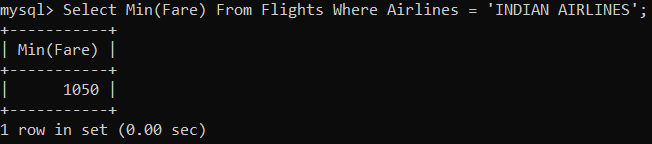 mysql> Select Min(Fare) From Flights Where Airlines = 'INDIAN AIRLINES';
+-----------+
| Min(Fare) |
+-----------+
|      1050 |
+-----------+
1 row in set (0.00 sec)